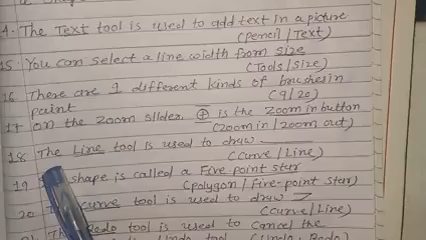 4. The Text tool is used to add text in a picture
(Pencil/Text)
15. You can select a line width from size
(Tools/Size)
16 There are 9 different kinds of brushes in
paint (9/20)
17 on the zoom slider, ⊕ is the zoom in button
(Zoom in/zoom out)
18 The Line tool is used to draw
(Curve/Line)
19 shape is called a Five point star
(Polygon/five-point star)
20 curve tool is used to draw
(Curve/Line)
The Redo tool is used to cancel the
Undo tool (Undo, Redo)